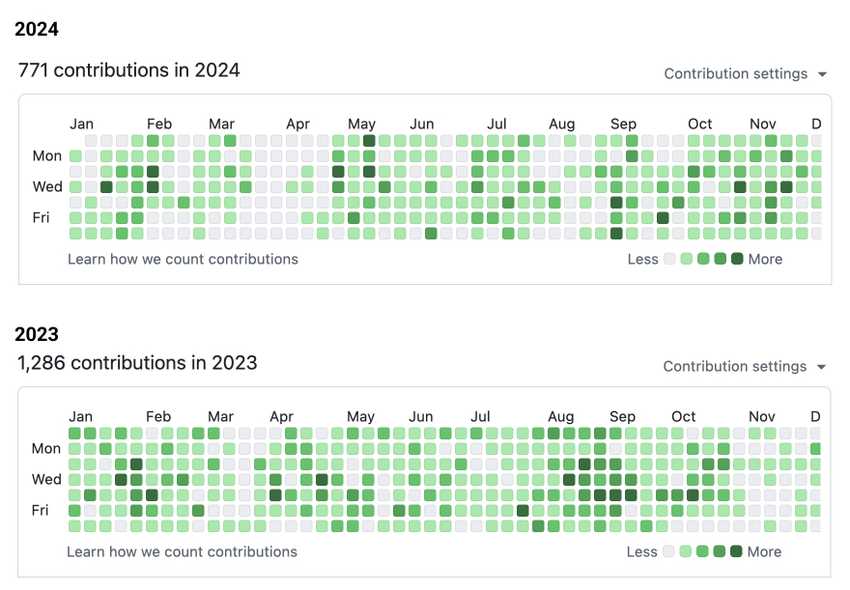 2024
771 contributions in 2024
Contribution settings
Jan Feb Mar Apr May Jun Jul Aug Sep Oct Nov D
Mon
Wed
Fri
Learn how we count contributions
Less More
2023
1,286 contributions in 2023
Contribution settings
Jan Feb Mar Apr May Jun Jul Aug Sep Oct Nov D
Mon
Wed
Fri
Learn how we count contributions
Less More